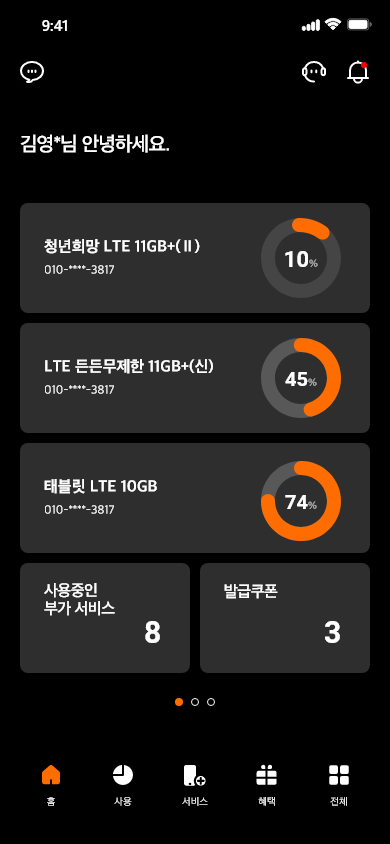 9:41
김영*님 안녕하세요.
청년희망 LTE 11GB+(Ⅱ)
010-****-3817
10%
LTE 든든무제한 11GB+(신)
010-****-3817
45%
태블릿 LTE 10GB
010-****-3817
74%
사용중인
부가 서비스
8
발급쿠폰
3
홈
사용
서비스
혜택
전체